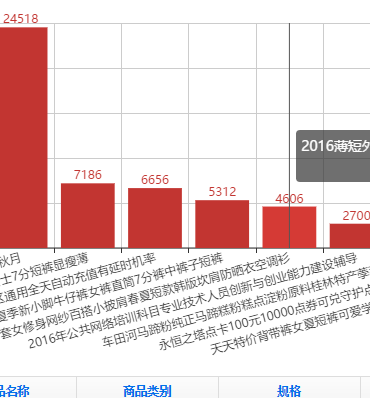 24518
7186
6656
5312
4606
2700
2016薄短外
秋月
士7分短裤显瘦薄
区通用全天自动充值有延时机率
夏季新小脚牛仔裤女裤直筒7分裤中裤子短裤
套女修身网纱百搭小披肩春夏短款韩版坎肩防晒衣空调衫
2016年公共网络培训科目专业技术人员创新与创业能力建设辅导
车田河马蹄粉纯正马蹄糕粉糕点淀粉原料桂林特产荸
永恒之塔点卡100元10000点券可兑守护点
天天特价背带裤女夏短裤可爱学
品名称
商品类别
规格